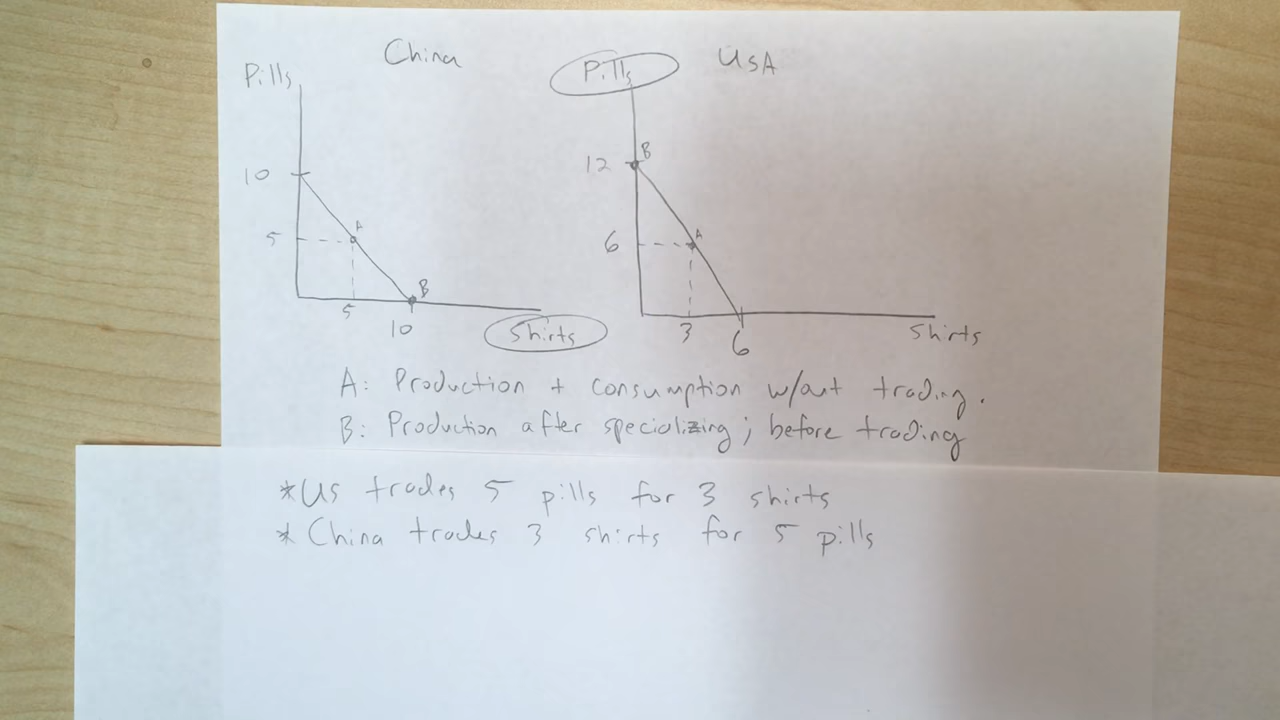 China
Pills
10
5
A
B
5
10
Shirts
USA
Pills
12
B
6
A
3
6
Shirts
A: Production + consumption w/out trading.
B: Production after specializing; before trading
*US trades 5 pills for 3 shirts
* China trades 3 shirts for 5 pills